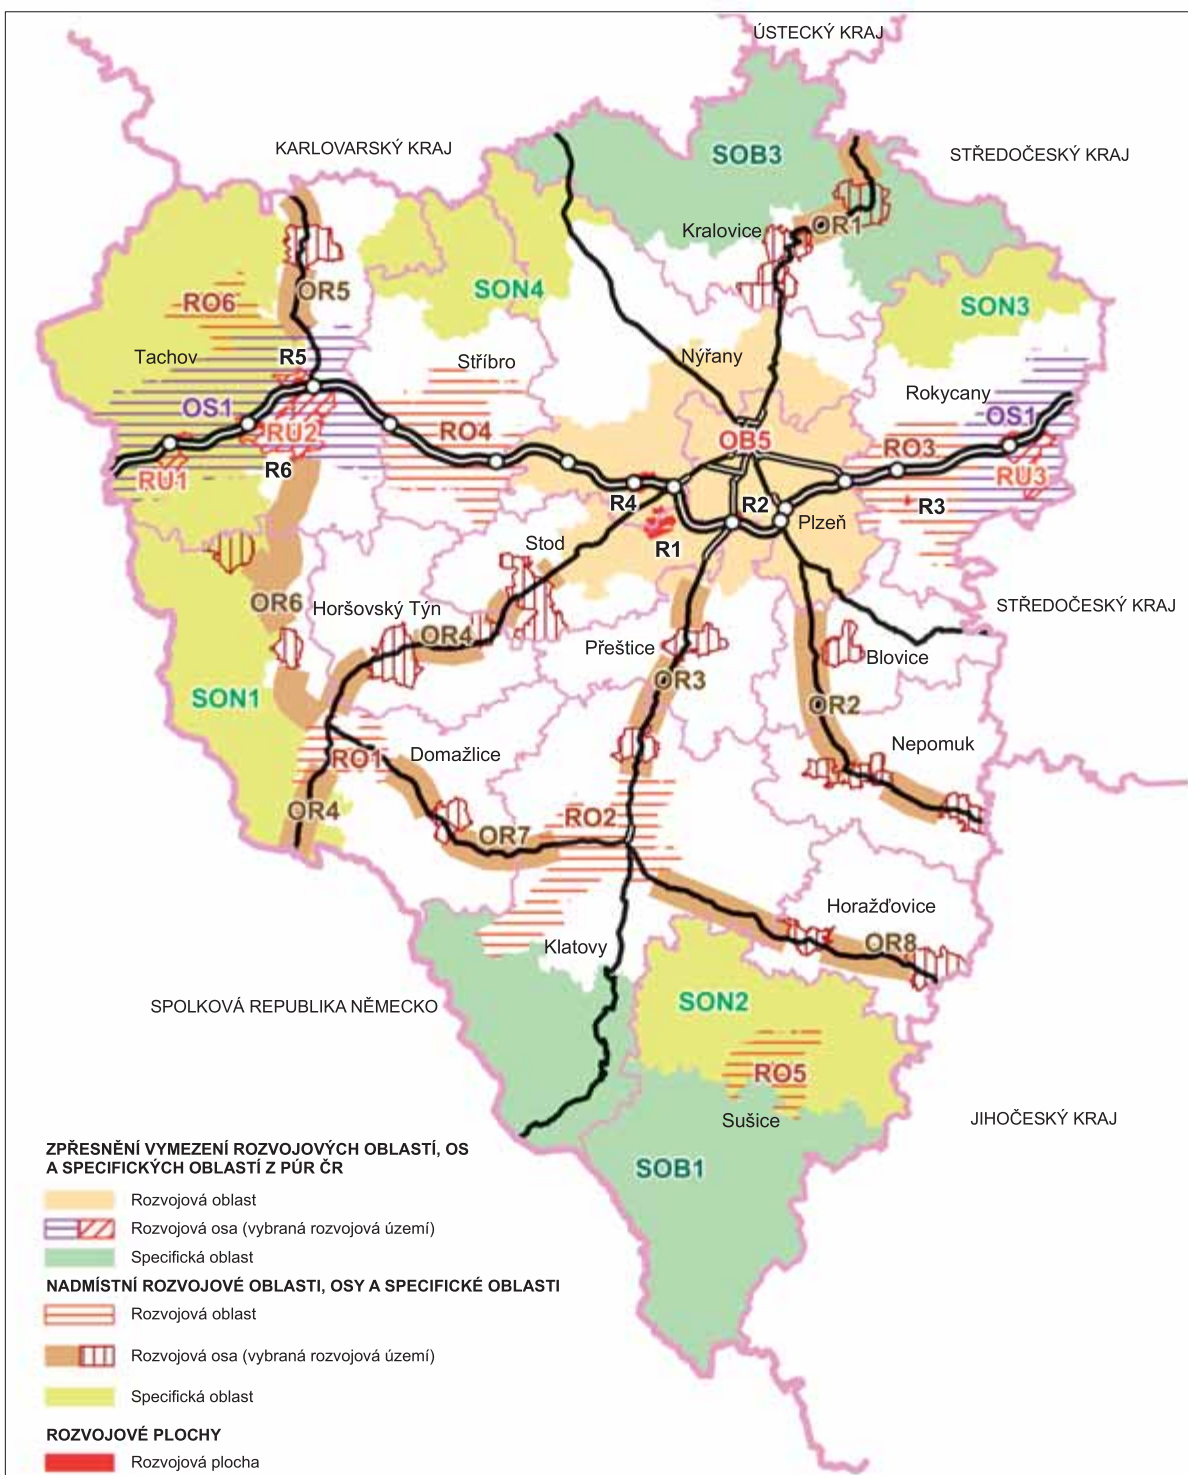 ÚSTECKÝ KRAJ
KARLOVARSKÝ KRAJ
SOB3
STŘEDOČESKÝ KRAJ
Kralovice
OR1
OR5
SON4
RO6
SON3
Tachov
R5
Stříbro
Nýřany
Rokycany
OS1
OS1
RU2
RO4
OB5
RO3
RU1
R6
R4
R2
R3
RU3
Plzeň
R1
Stod
OR6
Horšovský Týn
STŘEDOČESKÝ KRAJ
OR4
Přeštice
Blovice
OR3
SON1
OR2
Nepomuk
RO1
Domažlice
OR4
OR7
RO2
Horažďovice
Klatovy
OR8
SPOLKOVÁ REPUBLIKA NĚMECKO
SON2
RO5
Sušice
JIHOČESKÝ KRAJ
SOB1
ZPŘESNĚNÍ VYMEZENÍ ROZVOJOVÝCH OBLASTÍ, OS
A SPECIFICKÝCH OBLASTÍ Z PÚR ČR
Rozvojová oblast
Rozvojová osa (vybraná rozvojová území)
Specifická oblast
NADMÍSTNÍ ROZVOJOVÉ OBLASTI, OSY A SPECIFICKÉ OBLASTI
Rozvojová oblast
Rozvojová osa (vybraná rozvojová území)
Specifická oblast
ROZVOJOVÉ PLOCHY
Rozvojová plocha